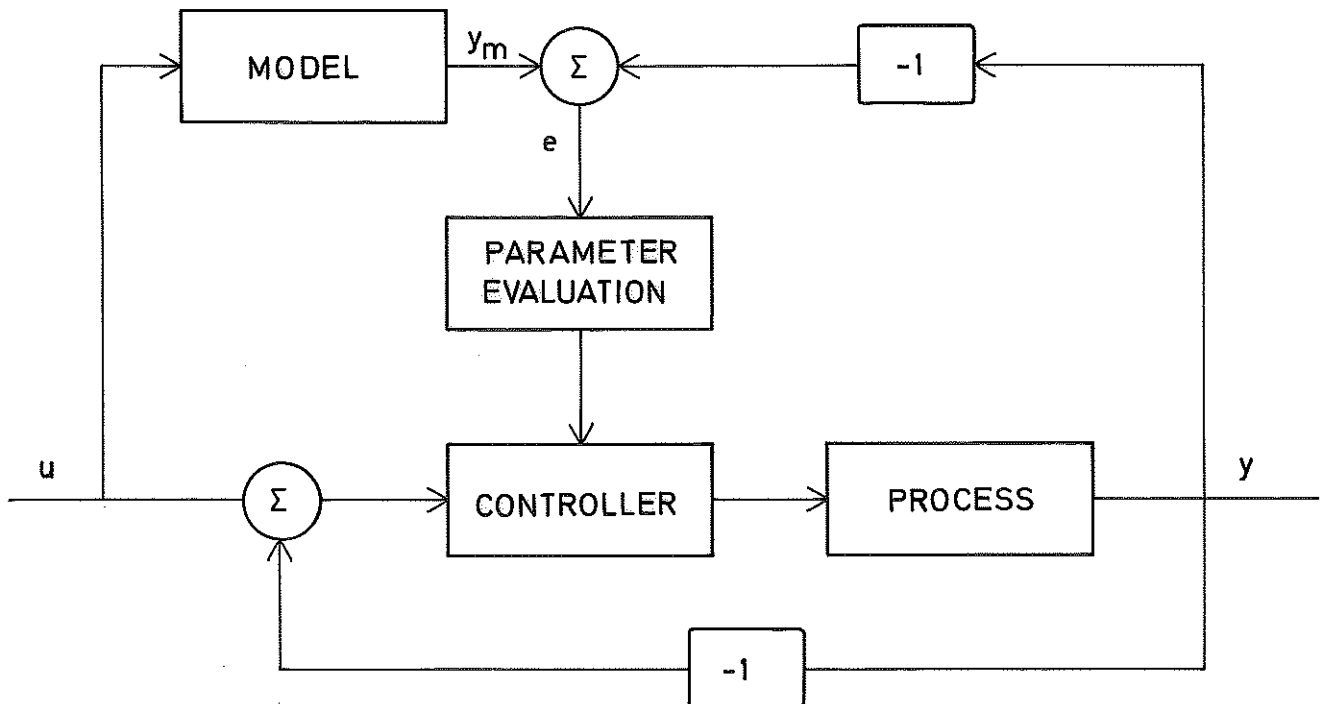 MODEL
y_m
Σ
-1
e
PARAMETER
EVALUATION
u
Σ
CONTROLLER
PROCESS
y
-1